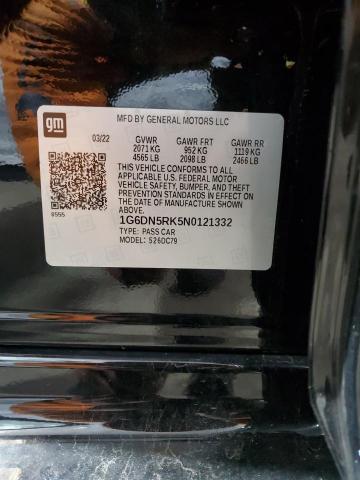 gm
MFD BY GENERAL MOTORS LLC
03/22 GVWR GAWR FRT GAWR RR
2071 KG 952 KG 1119 KG
4565 LB 2098 LB 2466 LB
THIS VEHICLE CONFORMS TO ALL
APPLICABLE U.S. FEDERAL MOTOR
VEHICLE SAFETY, BUMPER, AND THEFT
PREVENTION STANDARDS IN EFFECT ON
THE DATE OF MANUFACTURE SHOWN
ABOVE.
8555
1G6DN5RK5N0121332
TYPE: PASS CAR
MODEL: 526DC79